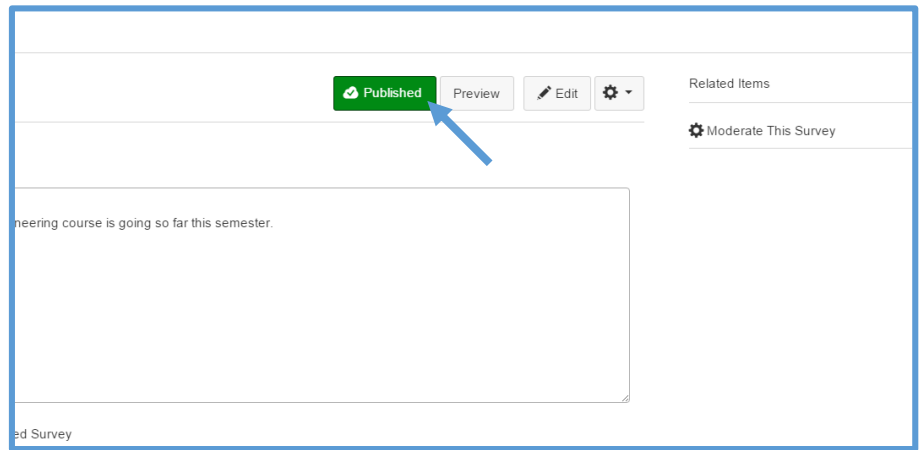 Published Preview Edit
Related Items
Moderate This Survey
neering course is going so far this semester.
ed Survey